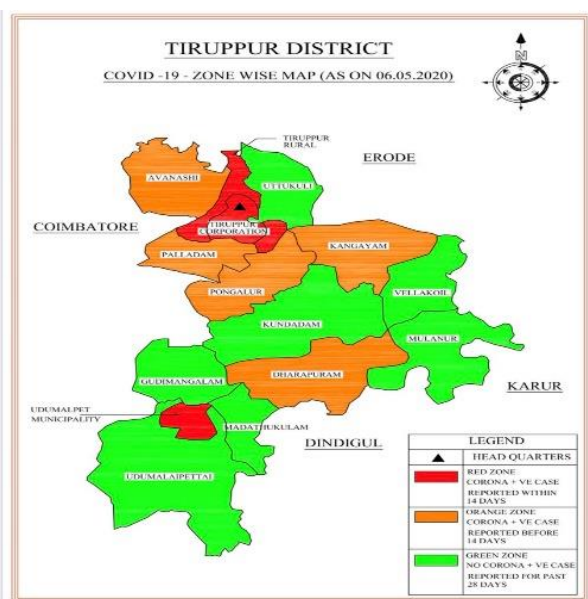 TIRUPPUR DISTRICT
COVID -19 - ZONE WISE MAP (AS ON 06.05.2020)
N
TIRUPPUR
RURAL
ERODE
AVANASHI
UTTUKULI
COIMBATORE
TIRUPPUR
CORPORATION
KANGAYAM
PALLADAM
PONGALUR
VELLAKOIL
KUNDADAM
MULANUR
DHARAPURAM
GUDIMANGALAM
KARUR
UDUMALPET
MUNICIPALITY
MADATHUKULAM
DINDIGUL
UDUMALAIPETTAI
LEGEND
HEAD QUARTERS
RED ZONE
CORONA + VE CASE
REPORTED WITHIN
14 DAYS
ORANGE ZONE
CORONA + VE CASE
REPORTED BEFORE
14 DAYS
GREEN ZONE
NO CORONA + VE CASE
REPORTED FOR PAST
28 DAYS